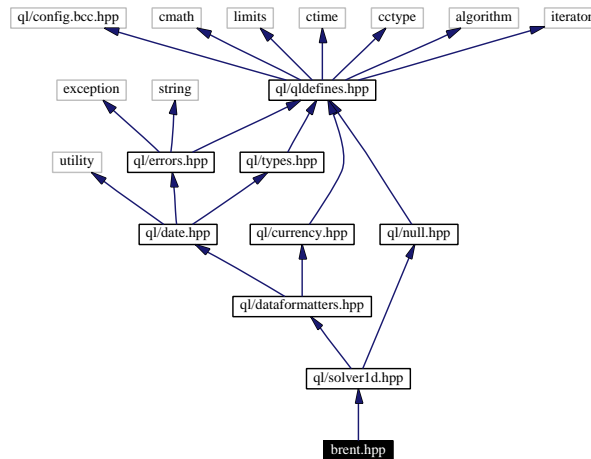 ql/config.bcc.hpp
cmath
limits
ctime
cctype
algorithm
iterator
exception
string
ql/qldefines.hpp
utility
ql/errors.hpp
ql/types.hpp
ql/date.hpp
ql/currency.hpp
ql/null.hpp
ql/dataformatters.hpp
ql/solver1d.hpp
brent.hpp